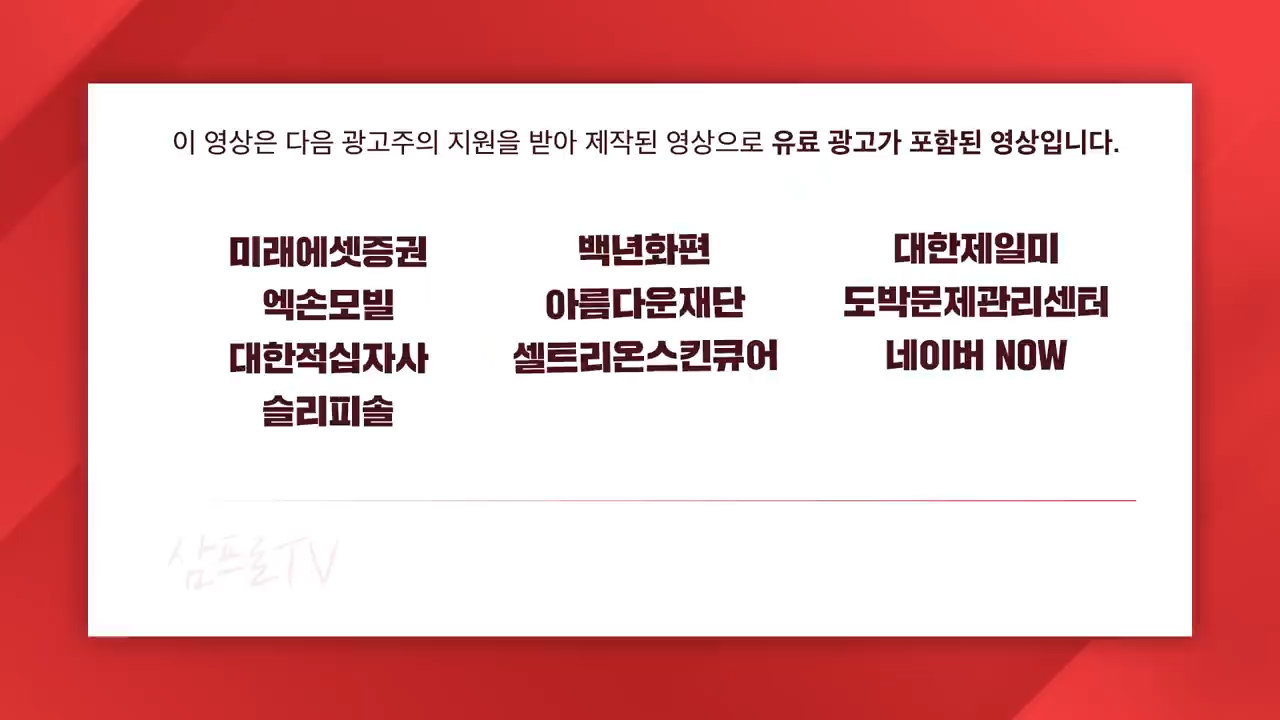 이 영상은 다음 광고주의 지원을 받아 제작된 영상으로 유료 광고가 포함된 영상입니다.
미래에셋증권 백년화편 대한제일미
엑손모빌 아름다운재단 도박문제관리센터
대한적십자사 셀트리온스킨큐어 네이버 NOW
슬리피솔
삼프로TV